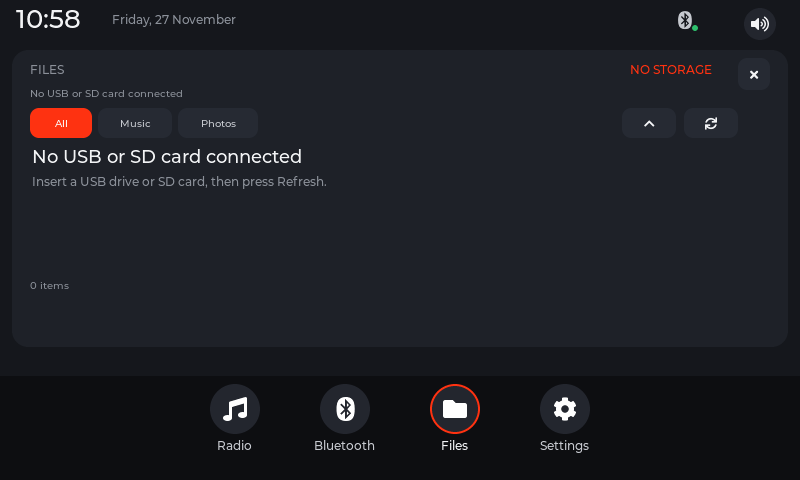 10:58 Friday, 27 November
FILES NO STORAGE
No USB or SD card connected
All Music Photos
No USB or SD card connected
Insert a USB drive or SD card, then press Refresh.
0 items
Radio Bluetooth Files Settings